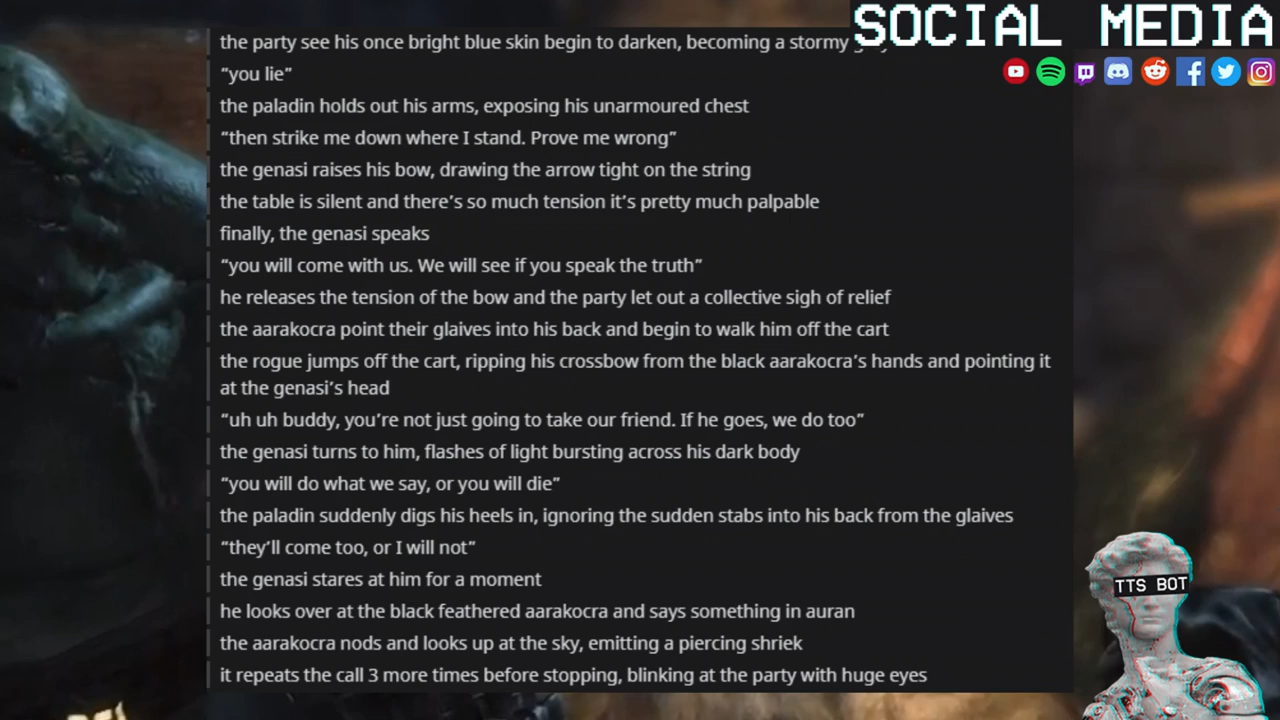 SOCIAL MEDIA
the party see his once bright blue skin begin to darken, becoming a stormy
“you lie”
the paladin holds out his arms, exposing his unarmoured chest
“then strike me down where I stand. Prove me wrong”
the genasi raises his bow, drawing the arrow tight on the string
the table is silent and there’s so much tension it’s pretty much palpable
finally, the genasi speaks
“you will come with us. We will see if you speak the truth”
he releases the tension of the bow and the party let out a collective sigh of relief
the aarakocra point their glaives into his back and begin to walk him off the cart
the rogue jumps off the cart, ripping his crossbow from the black aarakocra’s hands and pointing it
at the genasi’s head
“uh uh buddy, you’re not just going to take our friend. If he goes, we do too”
the genasi turns to him, flashes of light bursting across his dark body
“you will do what we say, or you will die”
the paladin suddenly digs his heels in, ignoring the sudden stabs into his back from the glaives
“they’ll come too, or I will not”
the genasi stares at him for a moment
he looks over at the black feathered aarakocra and says something in auran
the aarakocra nods and looks up at the sky, emitting a piercing shriek
it repeats the call 3 more times before stopping, blinking at the party with huge eyes
TTS BOT